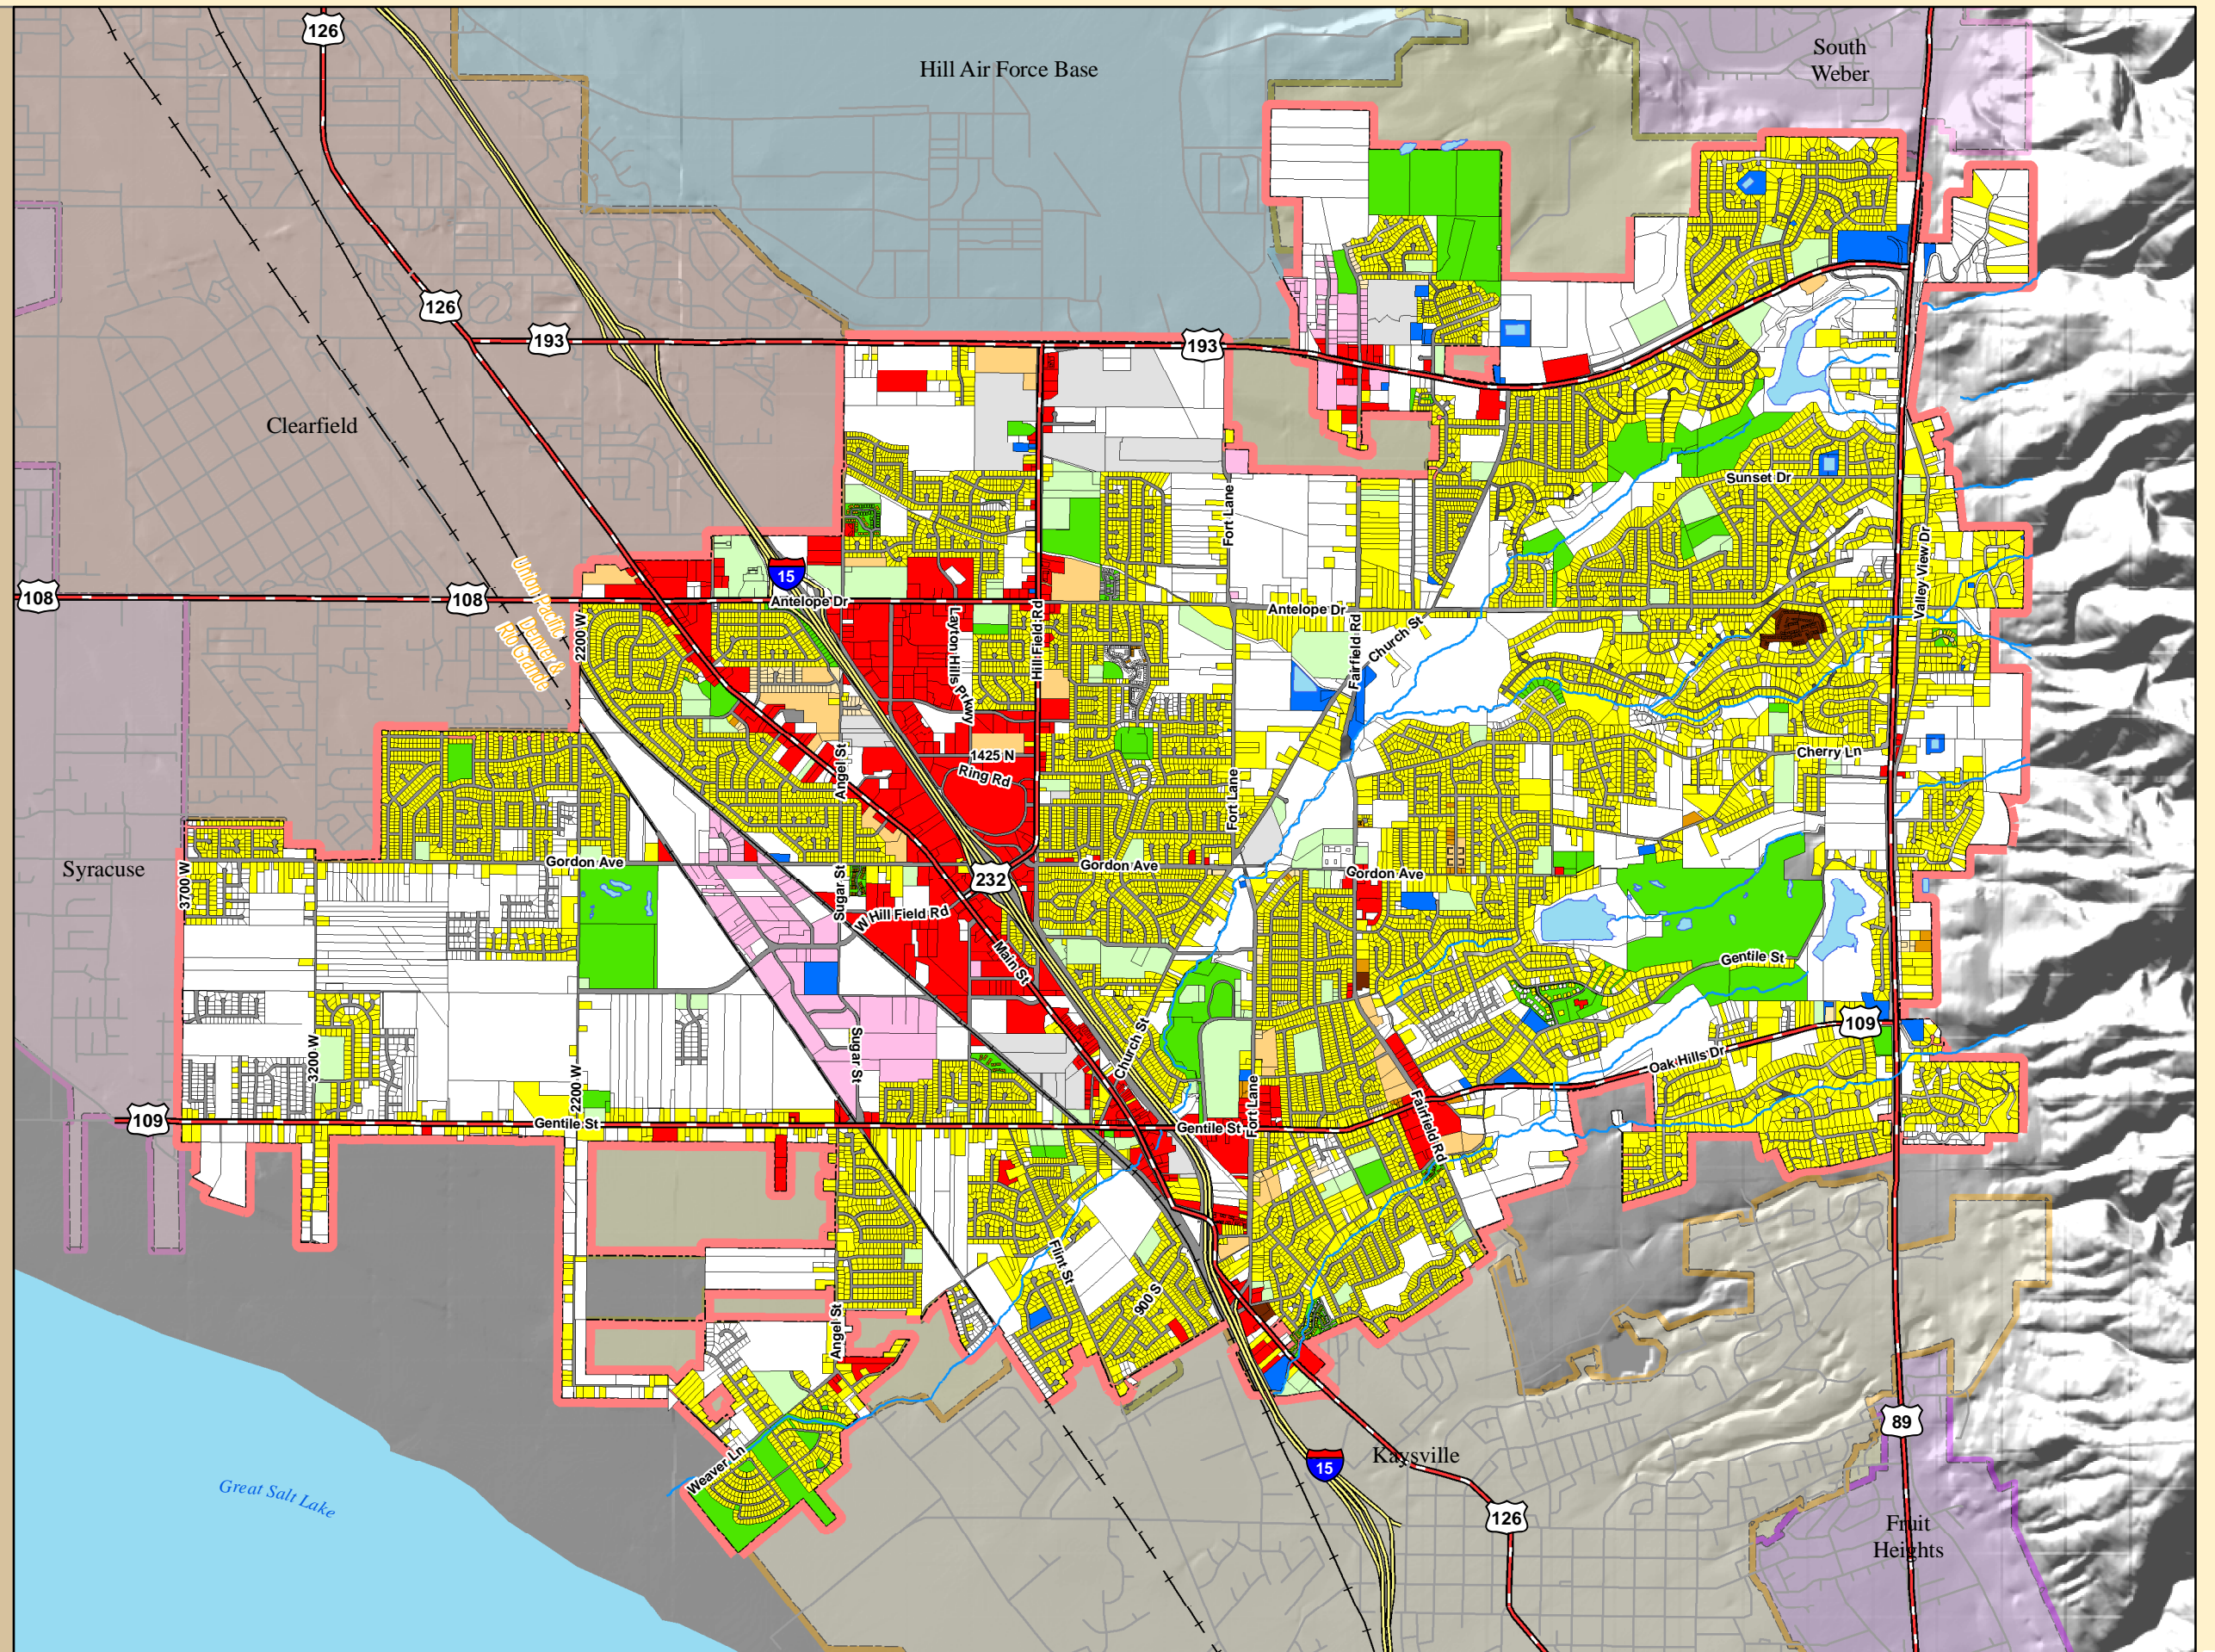 126
Hill Air Force Base
South
Weber
126
193
193
Clearfield
Sunset Dr
Fort Lane
Valley View Dr
15
108
108
Antelope Dr
Antelope Dr
Union Pacific
Denver &
Rio Grande
2200 W
Layton Hills Prkwy
Hill Field Rd
Fairfield Rd
Church St
Angel St
1425 N
Ring Rd
Cherry Ln
Fort Lane
Syracuse
3700 W
Gordon Ave
232
Gordon Ave
Gordon Ave
Sugar St
W Hill Field Rd
Main St
Gentile St
109
Oak Hills Dr
3200 W
2200 W
Sugar St
Church St
Fort Lane
Fairfield Rd
109
Gentile St
Gentile St
Flint St
900 S
Angel St
Weaver Ln
89
Great Salt Lake
15
Kaysville
126
Fruit
Heights